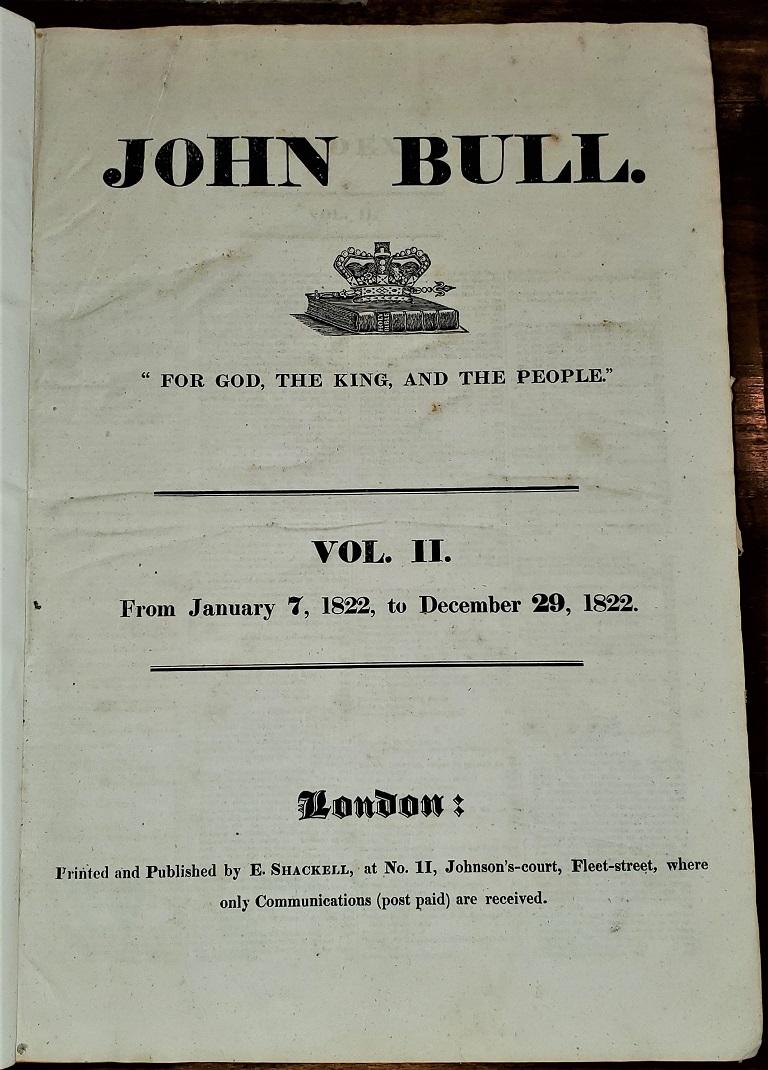 JOHN BULL.
HOLY BIBLE
“ FOR GOD, THE KING, AND THE PEOPLE.”
VOL. II.
From January 7, 1822, to December 29, 1822.
London:
Printed and Published by E. SHACKELL, at No. 11, Johnson's-court, Fleet-street, where
only Communications (post paid) are received.